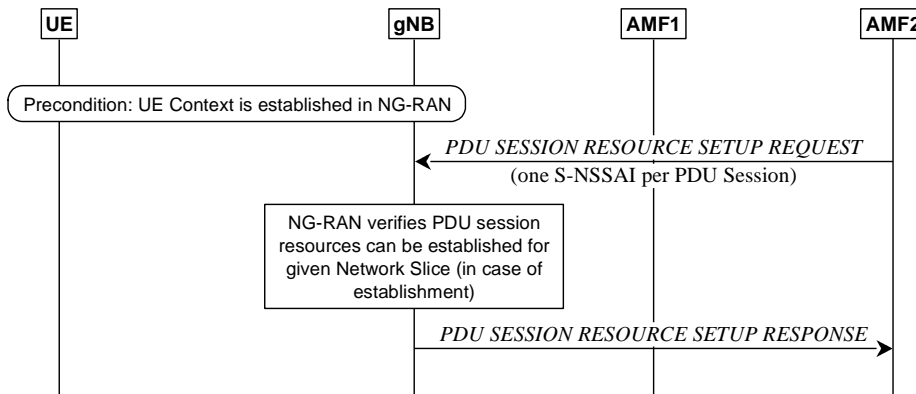 UE
gNB
AMF1
AMF2
Precondition: UE Context is established in NG-RAN
PDU SESSION RESOURCE SETUP REQUEST
(one S-NSSAI per PDU Session)
NG-RAN verifies PDU session
resources can be established for
given Network Slice (in case of
establishment)
PDU SESSION RESOURCE SETUP RESPONSE